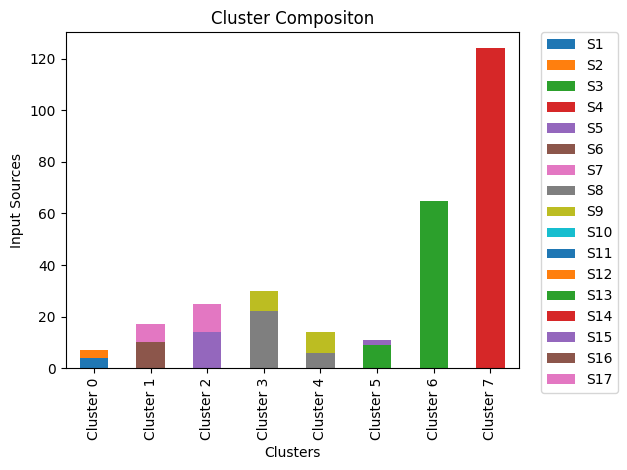 Cluster Compositon
Input Sources
120
100
80
60
40
20
0
Cluster 0
Cluster 1
Cluster 2
Cluster 3
Cluster 4
Cluster 5
Cluster 6
Cluster 7
Clusters
S1
S2
S3
S4
S5
S6
S7
S8
S9
S10
S11
S12
S13
S14
S15
S16
S17